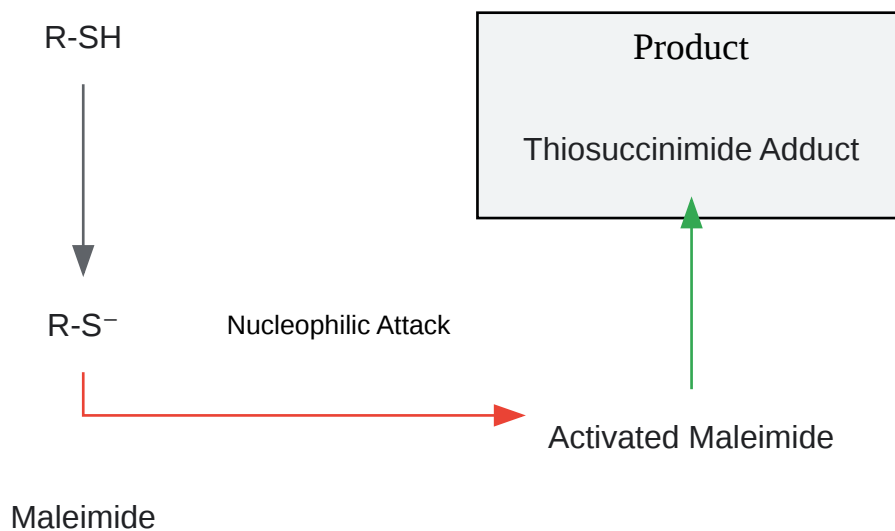 R-SH
Product
Thiosuccinimide Adduct
R-S⁻
Nucleophilic Attack
Activated Maleimide
Maleimide